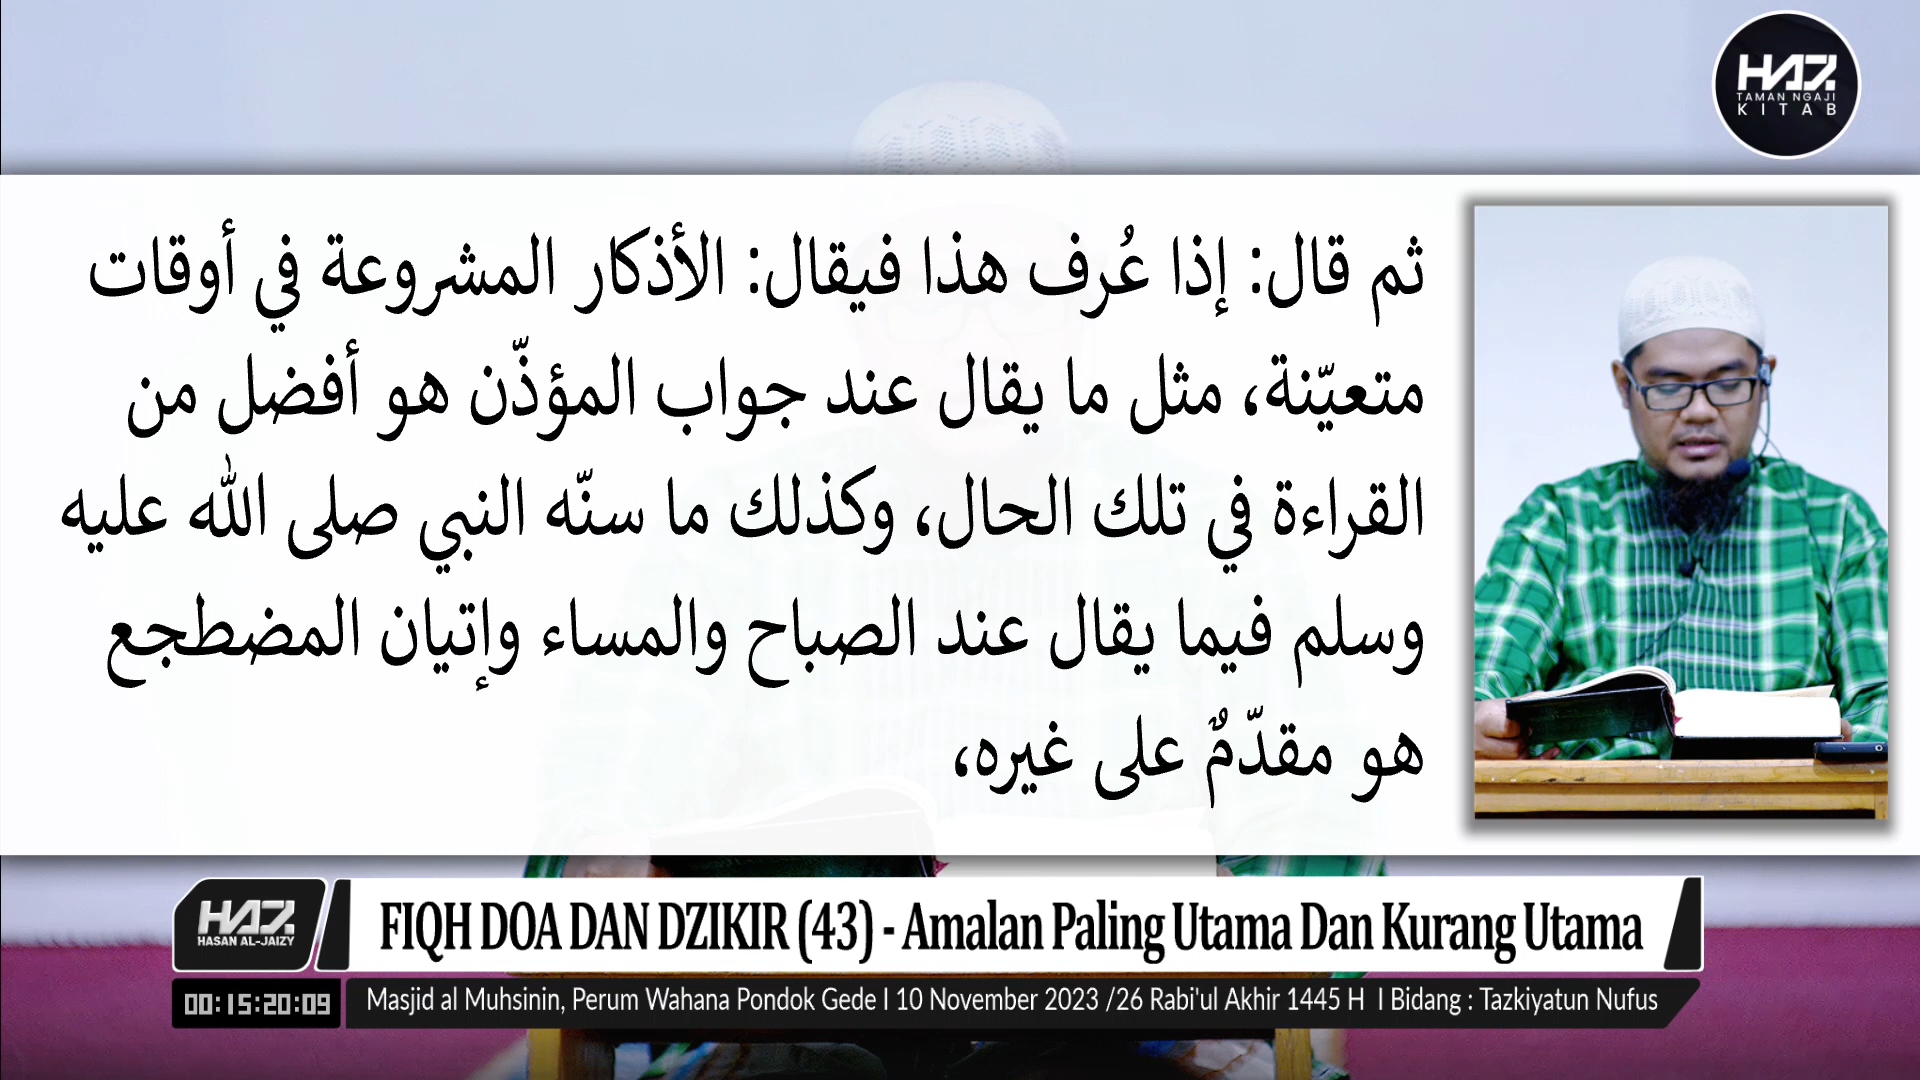 HAZ
TAMAN NGAJI
KITAB
ثم قال: إذا عُرف هذا فيقال: الأذكار المشروعة في أوقات
متعيّنة، مثل ما يقال عند جواب المؤذّن هو أفضل من
القراءة في تلك الحال، وكذلك ما سنّه النبي صلى الله عليه
وسلم فيما يقال عند الصباح والمساء وإتيان المضطجع
هو مقدّمٌ على غيره،
HAZ
HASAN AL-JAIZY
FIQH DOA DAN DZIKIR (43) - Amalan Paling Utama Dan Kurang Utama
00:15:20:09
Masjid al Muhsinin, Perum Wahana Pondok Gede I 10 November 2023 /26 Rabi'ul Akhir 1445 H I Bidang : Tazkiyatun Nufus